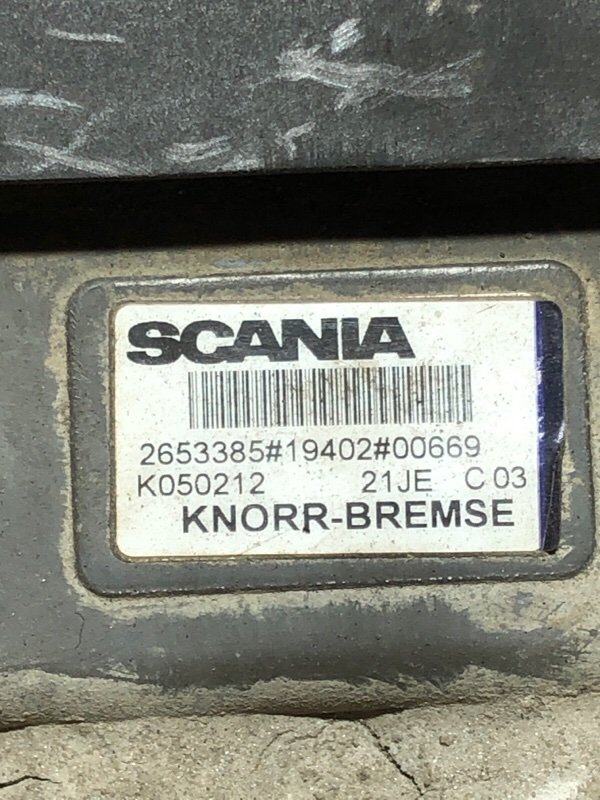 SCANIA
2653385#19402#00669
K050212 21JE C 03
KNORR-BREMSE